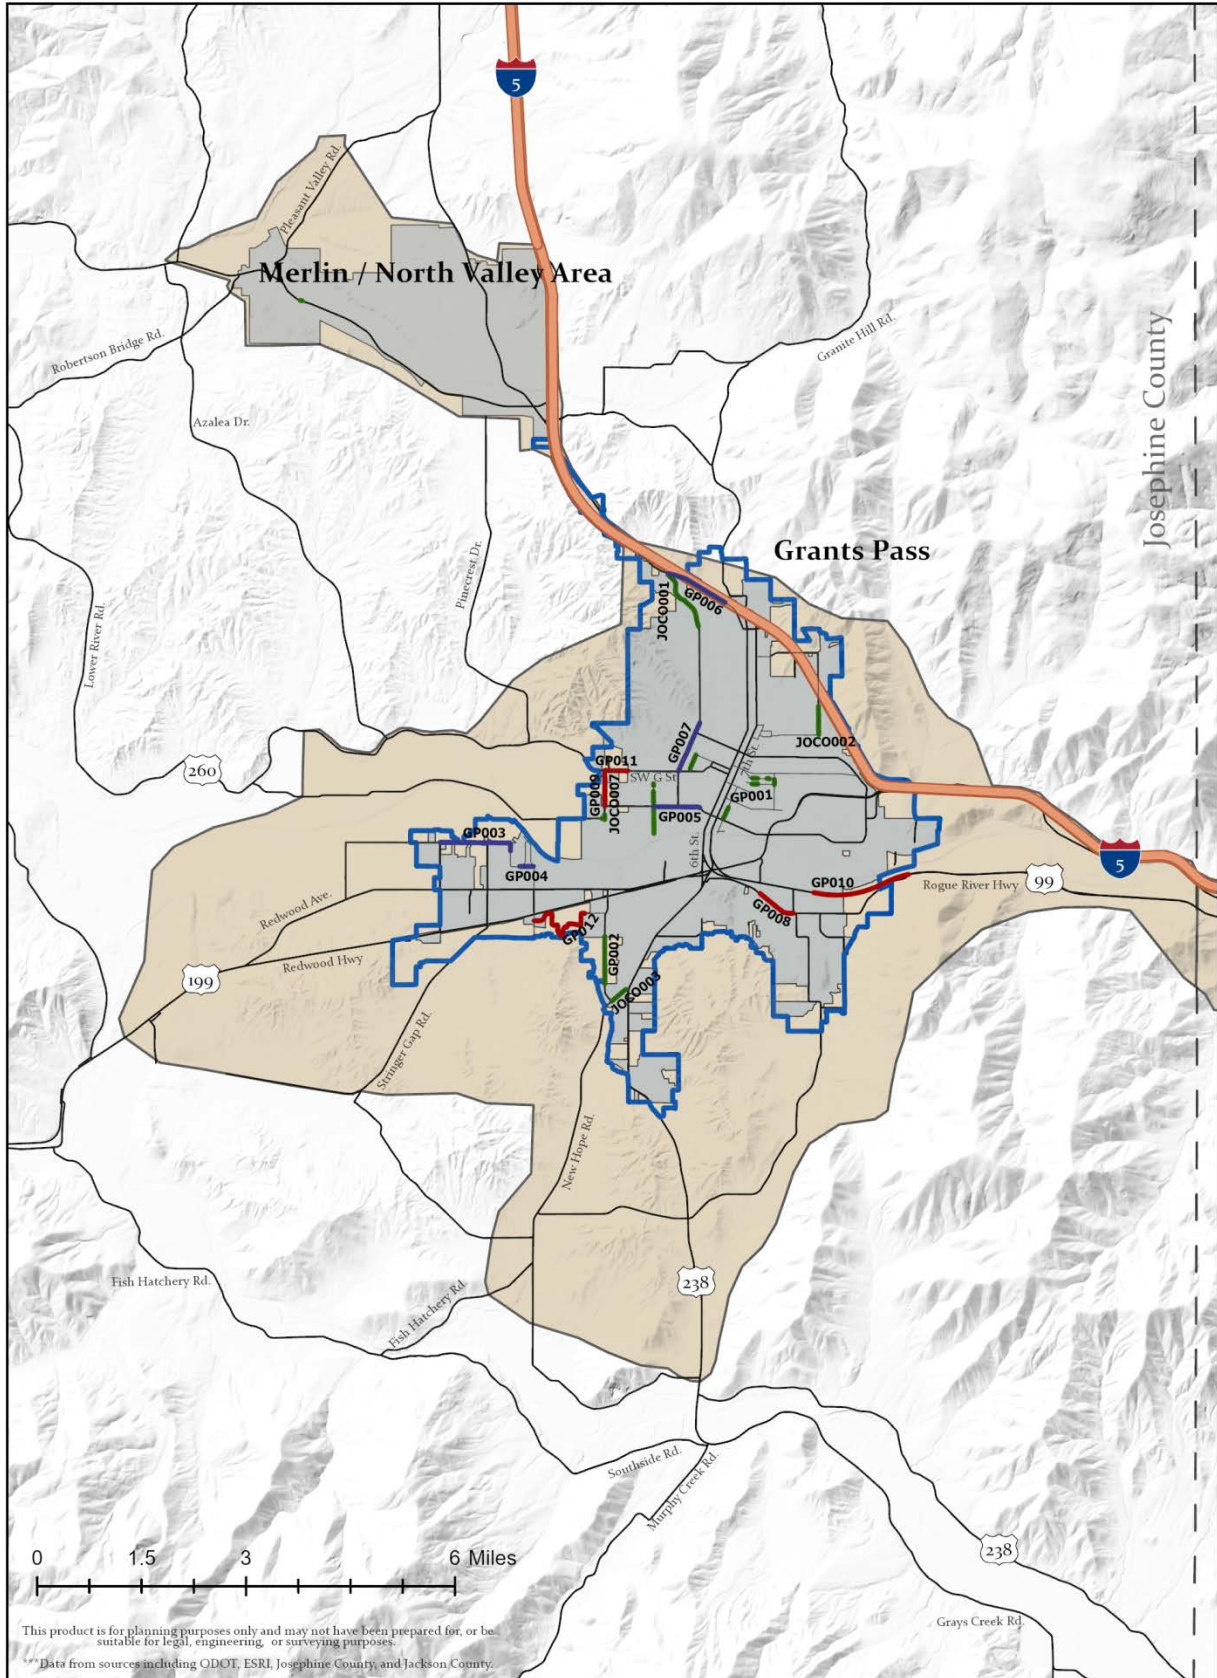 5
Pleasant Valley Rd.
Merlin / North Valley Area
Robertson Bridge Rd.
Granite Hill Rd.
Josephine County
Azalea Dr.
Pinecrest Dr.
Grants Pass
Lower River Rd.
JOCO001
GP006
GP007
JOCO002
7th St.
260
GP011
SW G St
GP009
JOCO007
GP001
GP005
GP003
6th St.
GP004
5
GP010
Rogue River Hwy
99
Redwood Ave.
GP008
GP012
GP002
Redwood Hwy
199
JOCO003
Stringer Gap Rd.
New Hope Rd.
Fish Hatchery Rd.
238
Fish Hatchery Rd.
Southside Rd.
Murphy Creek Rd.
238
0 1.5 3 6 Miles
Grays Creek Rd.
This product is for planning purposes only and may not have been prepared for, or be
suitable for legal, engineering, or surveying purposes.
***Data from sources including ODOT, ESRI, Josephine County, and Jackson County.